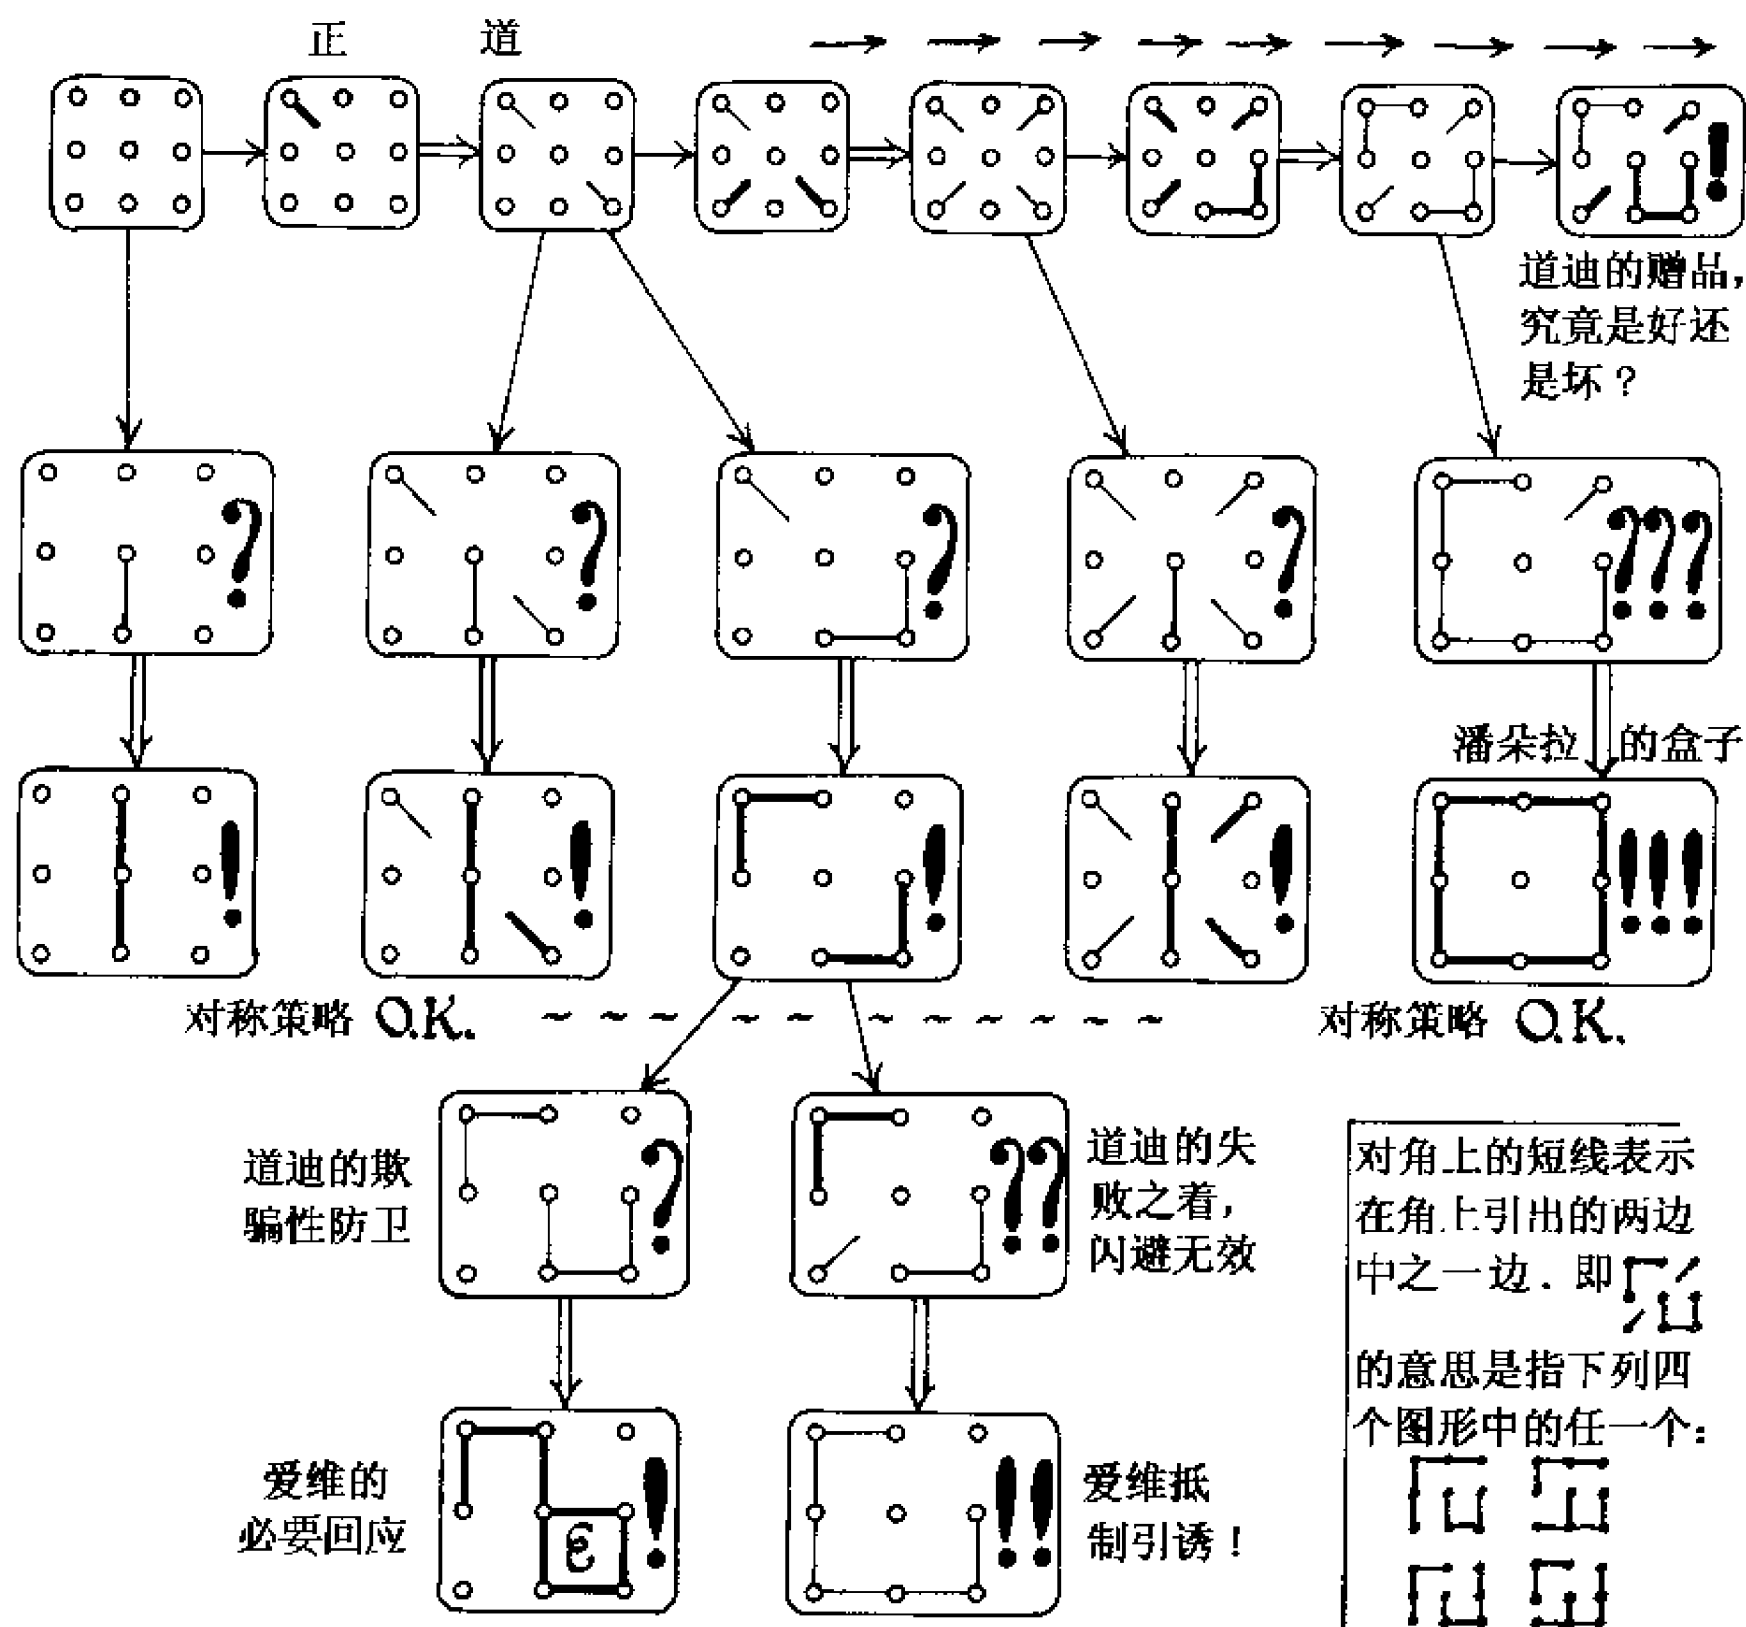 正 道
道迪的赠品,
究竟是好还
是坏?
?
?
?
?
???
潘朵拉的盒子
!
!
!
!
!
!!!
对称策略 O.K.
对称策略 O.K.
道迪的欺
骗性防卫
?
??
道迪的失
败之着,
闪避无效
爱维的
必要回应
ε
!
!!
爱维抵
制引诱!
对角上的短线表示
在角上引出的两边
中之一边.即
的意思是指下列四
个图形中的任一个: